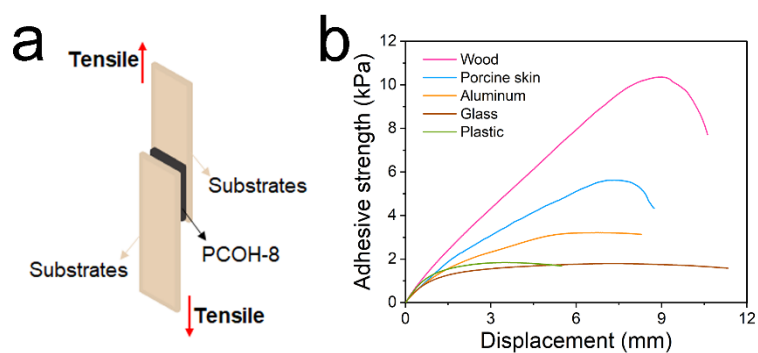 a
Tensile
Substrates
PCOH-8
Substrates
Tensile
b
Adhesive strength (kPa)
12
10
8
6
4
2
0
Wood
Porcine skin
Aluminum
Glass
Plastic
0
3
6
9
12
Displacement (mm)